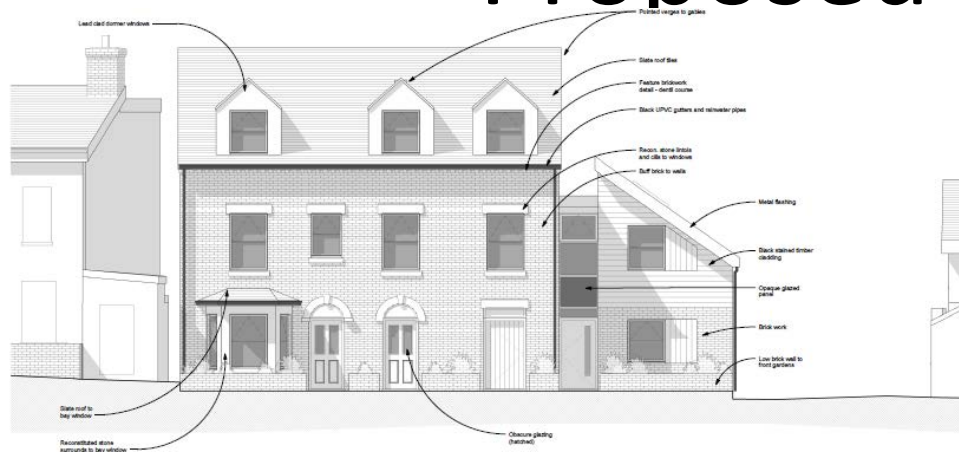 Proposed
Lead clad dormer windows
Pointed verges to gables
Slate roof tiles
Feature brickwork
detail - dentil course
Black UPVC gutters and rainwater pipes
Recon. stone lintols
and cills to windows
Buff brick to walls
Metal flashing
Black stained timber
cladding
Opaque glazed
panel
Brick work
Low brick wall to
front gardens
Slate roof to
bay window
Reconstituted stone
surrounds to bay window
Obscure glazing
(hatched)